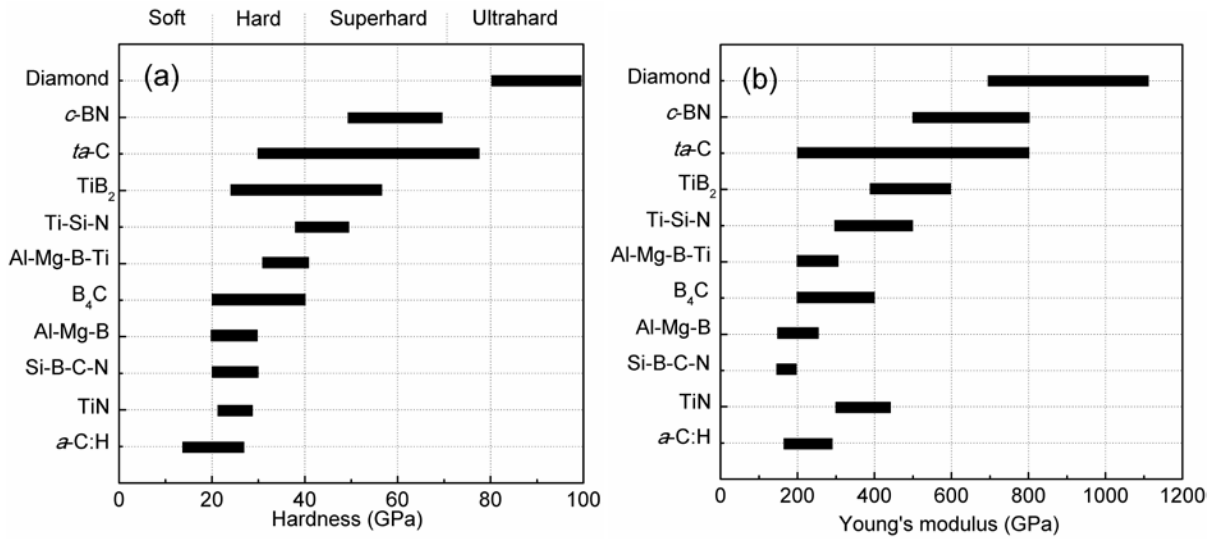 Soft Hard Superhard Ultrahard
(a)
Diamond
c-BN
ta-C
TiB2
Ti-Si-N
Al-Mg-B-Ti
B4C
Al-Mg-B
Si-B-C-N
TiN
a-C:H
0 20 40 60 80 100
Hardness (GPa)
(b)
Diamond
c-BN
ta-C
TiB2
Ti-Si-N
Al-Mg-B-Ti
B4C
Al-Mg-B
Si-B-C-N
TiN
a-C:H
0 200 400 600 800 1000 1200
Young's modulus (GPa)